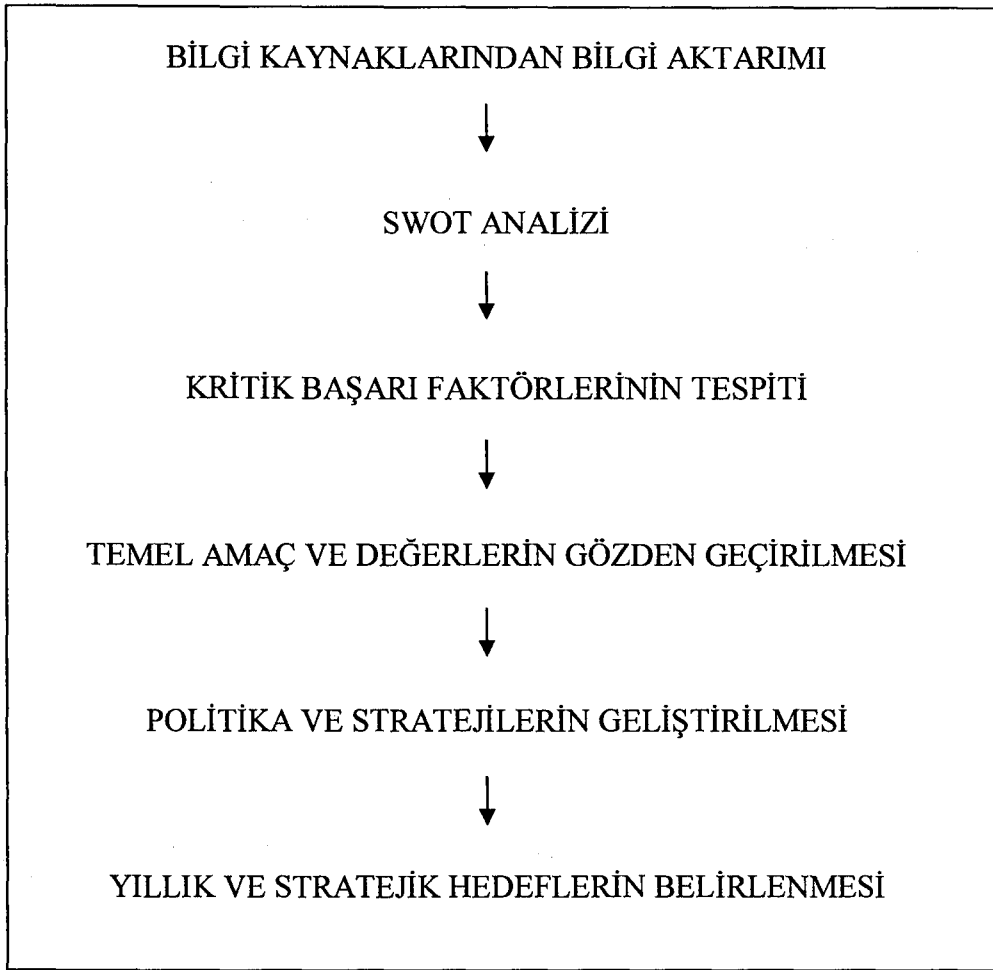 BİLGİ KAYNAKLARINDAN BİLGİ AKTARIMI
SWOT ANALİZİ
KRİTİK BAŞARI FAKTÖRLERİNİN TESPİTİ
TEMEL AMAÇ VE DEĞERLERİN GÖZDEN GEÇİRİLMESİ
POLİTİKA VE STRATEJİLERİN GELİŞTİRİLMESİ
YILLIK VE STRATEJİK HEDEFLERİN BELİRLENMESİ